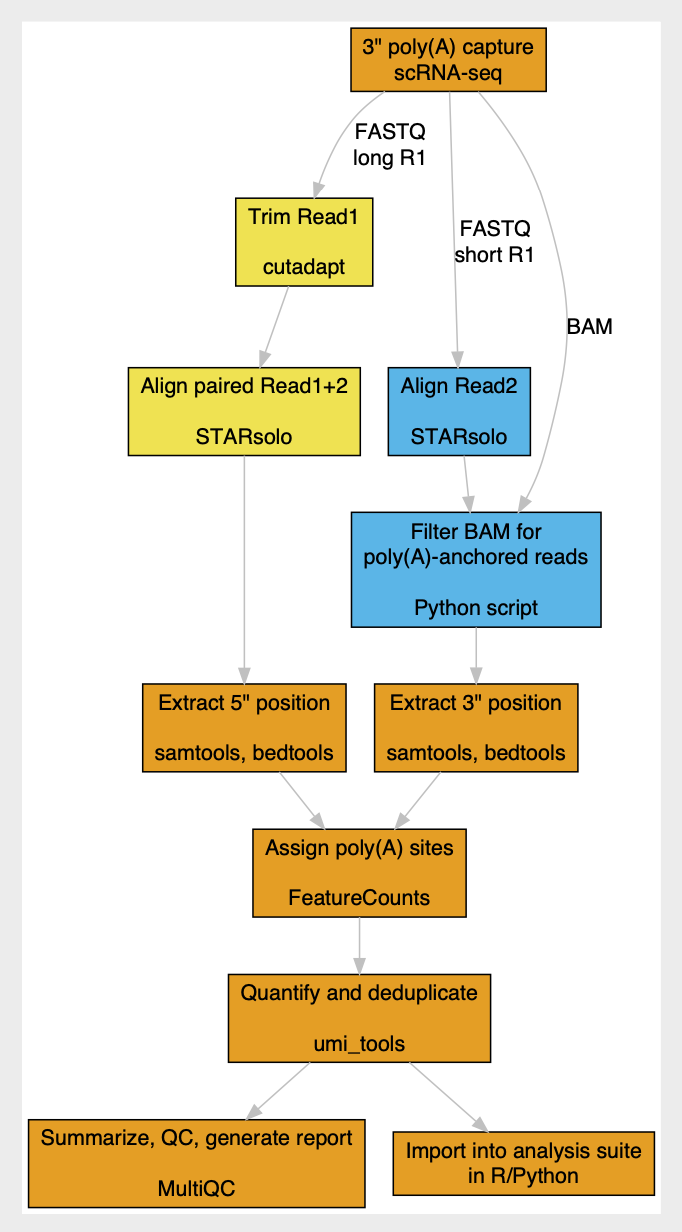 3" poly(A) capture
scRNA-seq
FASTQ
long R1
FASTQ
short R1
BAM
Trim Read1
cutadapt
Align paired Read1+2
STARsolo
Align Read2
STARsolo
Filter BAM for
poly(A)-anchored reads
Python script
Extract 5" position
samtools, bedtools
Extract 3" position
samtools, bedtools
Assign poly(A) sites
FeatureCounts
Quantify and deduplicate
umi_tools
Summarize, QC, generate report
MultiQC
Import into analysis suite
in R/Python